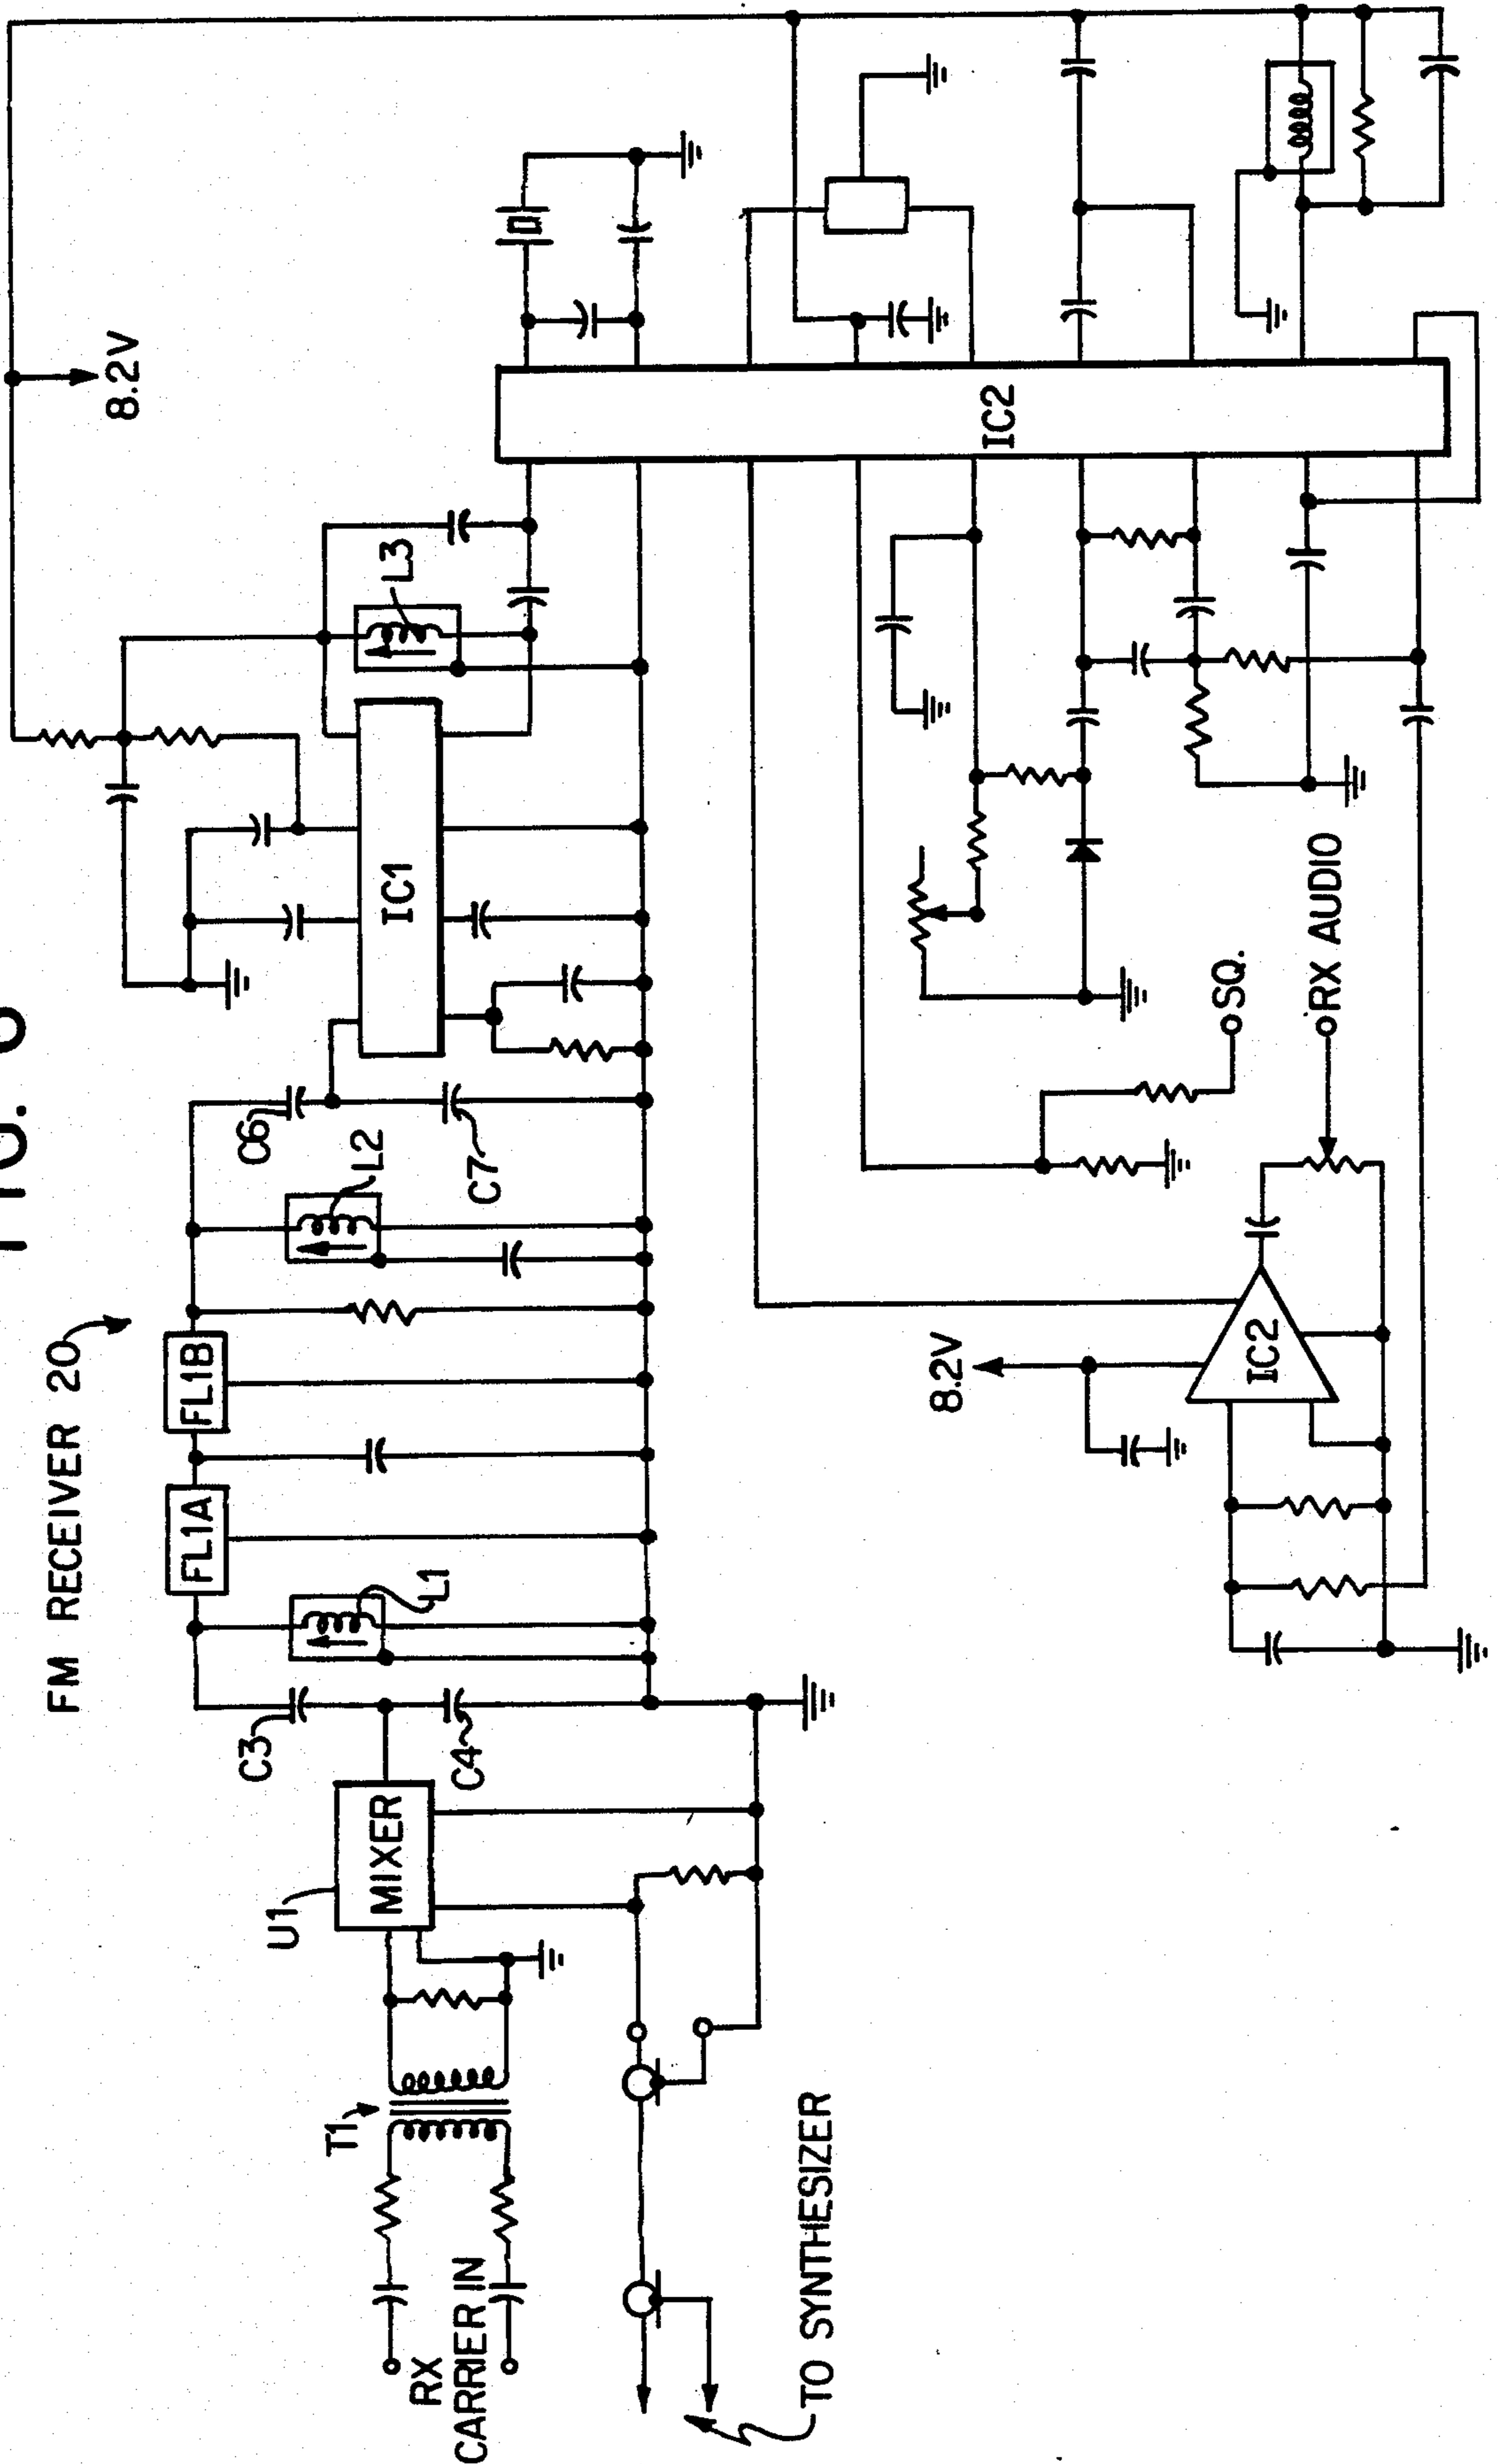 FIG.
FM RECEIVER 20
8.2V
FL1A
FL1B
C3
C6
U1
T1
L2
L3
MIXER
IC1
L1
RX
CARRIER IN
C4
C7
TO SYNTHESIZER
8.2V
IC2
SQ.
IC2
RX AUDIO